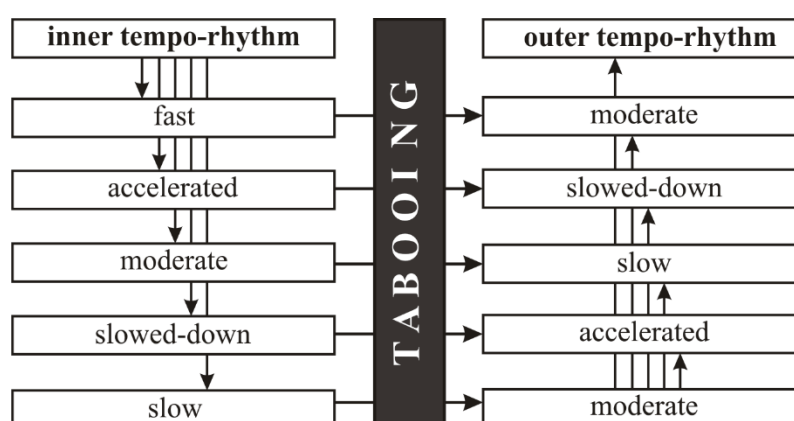 inner tempo-rhythm
fast
accelerated
moderate
slowed-down
slow
TABOOING
outer tempo-rhythm
moderate
slowed-down
slow
accelerated
moderate